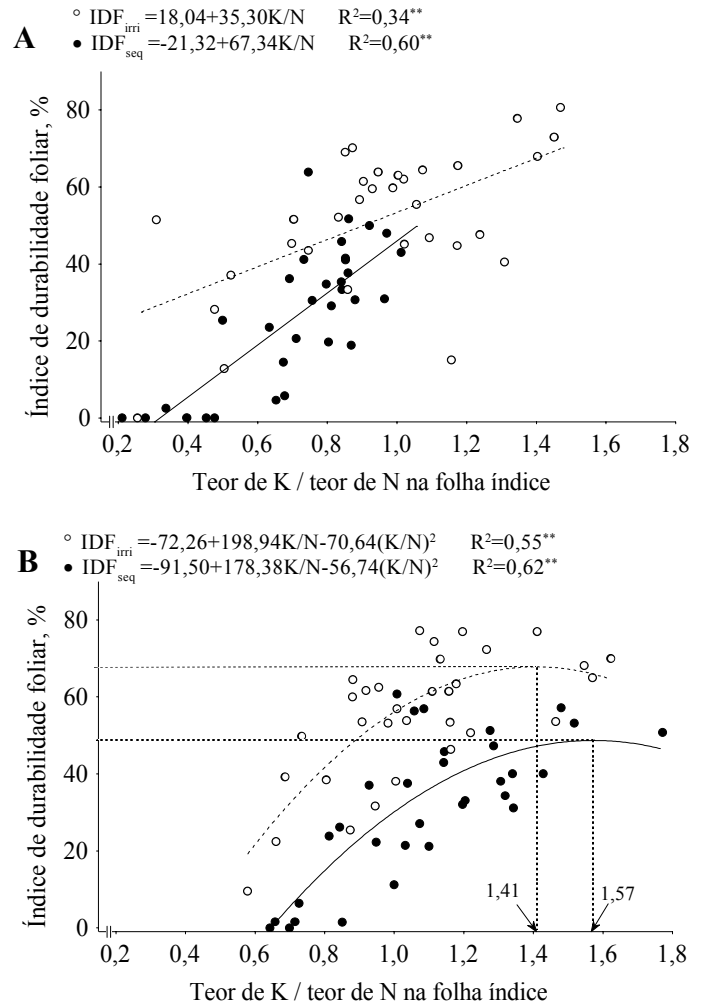 ○ IDF_irri =18,04+35,30K/N R²=0,34**
A ● IDF_seq =-21,32+67,34K/N R²=0,60**
Índice de durabilidade foliar, %
80
60
40
20
0
0,2 0,4 0,6 0,8 1,0 1,2 1,4 1,6 1,8
Teor de K / teor de N na folha índice
○ IDF_irri =-72,26+198,94K/N-70,64(K/N)² R²=0,55**
B ● IDF_seq =-91,50+178,38K/N-56,74(K/N)² R²=0,62**
Índice de durabilidade foliar, %
80
60
40
20
0
1,41 1,57
0,2 0,4 0,6 0,8 1,0 1,2 1,4 1,6 1,8
Teor de K / teor de N na folha índice